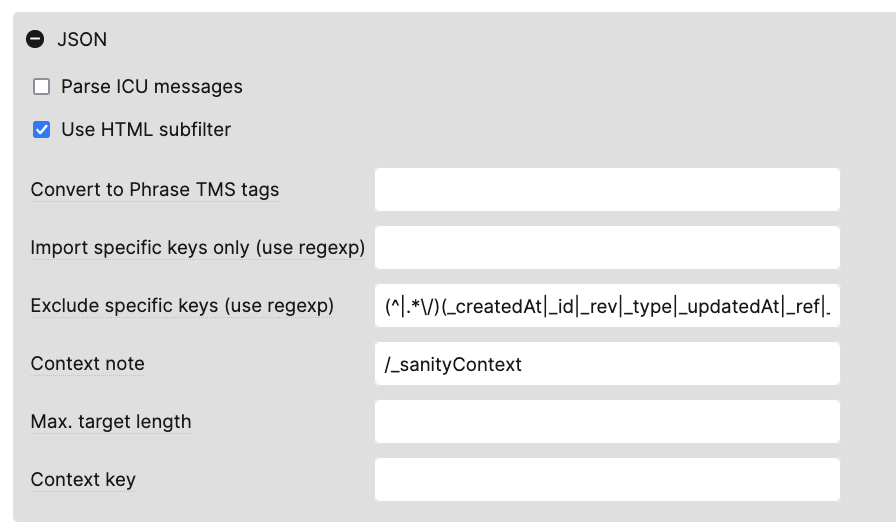 JSON
Parse ICU messages
Use HTML subfilter
Convert to Phrase TMS tags
Import specific keys only (use regexp)
Exclude specific keys (use regexp) (^|.*\/)(_createdAt|_id|_rev|_type|_updatedAt|_ref|_
Context note /_sanityContext
Max. target length
Context key